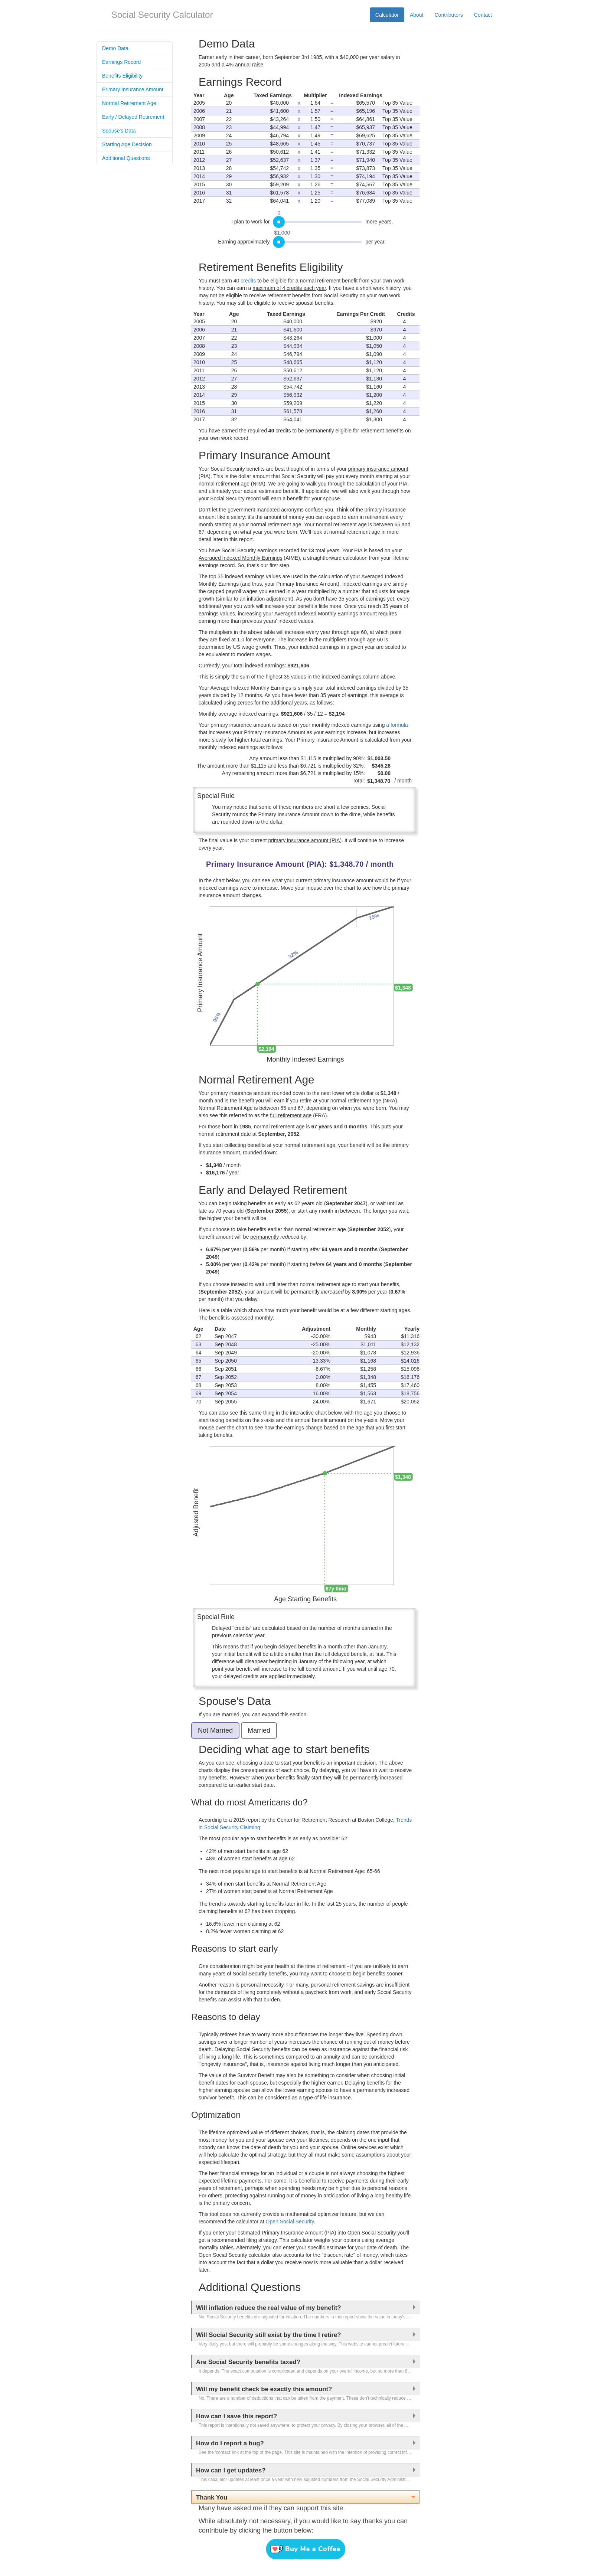 Social Security Calculator
Calculator
About
Contributors
Contact
Demo Data
Earnings Record
Benefits Eligibility
Primary Insurance Amount
Normal Retirement Age
Early / Delayed Retirement
Spouse's Data
Starting Age Decision
Additional Questions
Demo Data
Earner early in their career, born September 3rd 1985, with a $40,000 per year salary in
2005 and a 4% annual raise.
Earnings Record
Year Age Taxed Earnings Multiplier Indexed Earnings
2005 20 $40,000 x 1.64 = $65,570 Top 35 Value
2006 21 $41,600 x 1.57 = $65,196 Top 35 Value
2007 22 $43,264 x 1.50 = $64,861 Top 35 Value
2008 23 $44,994 x 1.47 = $65,937 Top 35 Value
2009 24 $46,794 x 1.49 = $69,625 Top 35 Value
2010 25 $48,665 x 1.45 = $70,737 Top 35 Value
2011 26 $50,612 x 1.41 = $71,332 Top 35 Value
2012 27 $52,637 x 1.37 = $71,940 Top 35 Value
2013 28 $54,742 x 1.35 = $73,873 Top 35 Value
2014 29 $56,932 x 1.30 = $74,194 Top 35 Value
2015 30 $59,209 x 1.26 = $74,567 Top 35 Value
2016 31 $61,578 x 1.25 = $76,684 Top 35 Value
2017 32 $64,041 x 1.20 = $77,089 Top 35 Value
0
I plan to work for more years,
$1,000
Earning approximately per year.
Retirement Benefits Eligibility
You must earn 40 credits to be eligible for a normal retirement benefit from your own work
history. You can earn a maximum of 4 credits each year. If you have a short work history, you
may not be eligible to receive retirement benefits from Social Security on your own work
history. You may still be eligible to receive spousal benefits.
Year Age Taxed Earnings Earnings Per Credit Credits
2005 20 $40,000 $920 4
2006 21 $41,600 $970 4
2007 22 $43,264 $1,000 4
2008 23 $44,994 $1,050 4
2009 24 $46,794 $1,090 4
2010 25 $48,665 $1,120 4
2011 26 $50,612 $1,120 4
2012 27 $52,637 $1,130 4
2013 28 $54,742 $1,160 4
2014 29 $56,932 $1,200 4
2015 30 $59,209 $1,220 4
2016 31 $61,578 $1,260 4
2017 32 $64,041 $1,300 4
You have earned the required 40 credits to be permanently eligible for retirement benefits on
your own work record.
Primary Insurance Amount
Your Social Security benefits are best thought of in terms of your primary insurance amount
(PIA). This is the dollar amount that Social Security will pay you every month starting at your
normal retirement age (NRA). We are going to walk you through the calculation of your PIA,
and ultimately your actual estimated benefit. If applicable, we will also walk you through how
your Social Security record will earn a benefit for your spouse.
Don't let the government mandated acronyms confuse you. Think of the primary insurance
amount like a salary: it's the amount of money you can expect to earn in retirement every
month starting at your normal retirement age. Your normal retirement age is between 65 and
67, depending on what year you were born. We'll look at normal retirement age in more
detail later in this report.
You have Social Security earnings recorded for 13 total years. Your PIA is based on your
Averaged Indexed Monthly Earnings (AIME), a straightforward calculation from your lifetime
earnings record. So, that's our first step.
The top 35 indexed earnings values are used in the calculation of your Averaged Indexed
Monthly Earnings (and thus, your Primary Insurance Amount). Indexed earnings are simply
the capped payroll wages you earned in a year multiplied by a number that adjusts for wage
growth (similar to an inflation adjustment). As you don't have 35 years of earnings yet, every
additional year you work will increase your benefit a little more. Once you reach 35 years of
earnings values, increasing your Averaged Indexed Monthly Earnings amount requires
earning more than previous years' indexed values.
The multipliers in the above table will increase every year through age 60, at which point
they are fixed at 1.0 for everyone. The increase in the multipliers through age 60 is
determined by US wage growth. Thus, your indexed earnings in a given year are scaled to
be equivalent to modern wages.
Currently, your total indexed earnings: $921,606
This is simply the sum of the highest 35 values in the indexed earnings column above.
Your Average Indexed Monthly Earnings is simply your total indexed earnings divided by 35
years divided by 12 months. As you have fewer than 35 years of earnings, this average is
calculated using zeroes for the additional years, as follows:
Monthly average indexed earnings: $921,606 / 35 / 12 = $2,194
Your primary insurance amount is based on your monthly indexed earnings using a formula
that increases your Primary Insurance Amount as your earnings increase, but increases
more slowly for higher total earnings. Your Primary Insurance Amount is calculated from your
monthly indexed earnings as follows:
Any amount less than $1,115 is multiplied by 90%: $1,003.50
The amount more than $1,115 and less than $6,721 is multiplied by 32%: $345.28
Any remaining amount more than $6,721 is multiplied by 15%: $0.00
Total: $1,348.70 / month
Special Rule
You may notice that some of these numbers are short a few pennies. Social
Security rounds the Primary Insurance Amount down to the dime, while benefits
are rounded down to the dollar.
The final value is your current primary insurance amount (PIA). It will continue to increase
every year.
Primary Insurance Amount (PIA): $1,348.70 / month
In the chart below, you can see what your current primary insurance amount would be if your
indexed earnings were to increase. Move your mouse over the chart to see how the primary
insurance amount changes.
Primary Insurance Amount
90%
32%
15%
$1,348
$2,194
Monthly Indexed Earnings
Normal Retirement Age
Your primary insurance amount rounded down to the next lower whole dollar is $1,348 /
month and is the benefit you will earn if you retire at your normal retirement age (NRA).
Normal Retirement Age is between 65 and 67, depending on when you were born. You may
also see this referred to as the full retirement age (FRA).
For those born in 1985, normal retirement age is 67 years and 0 months. This puts your
normal retirement date at September, 2052.
If you start collecting benefits at your normal retirement age, your benefit will be the primary
insurance amount, rounded down:
• $1,348 / month
• $16,176 / year
Early and Delayed Retirement
You can begin taking benefits as early as 62 years old (September 2047), or wait until as
late as 70 years old (September 2055), or start any month in between. The longer you wait,
the higher your benefit will be.
If you choose to take benefits earlier than normal retirement age (September 2052), your
benefit amount will be permanently reduced by:
• 6.67% per year (0.56% per month) if starting after 64 years and 0 months (September
2049)
• 5.00% per year (0.42% per month) if starting before 64 years and 0 months (September
2049)
If you choose instead to wait until later than normal retirement age to start your benefits,
(September 2052), your amount will be permanently increased by 8.00% per year (0.67%
per month) that you delay.
Here is a table which shows how much your benefit would be at a few different starting ages.
The benefit is assessed monthly:
Age Date Adjustment Monthly Yearly
62 Sep 2047 -30.00% $943 $11,316
63 Sep 2048 -25.00% $1,011 $12,132
64 Sep 2049 -20.00% $1,078 $12,936
65 Sep 2050 -13.33% $1,168 $14,016
66 Sep 2051 -6.67% $1,258 $15,096
67 Sep 2052 0.00% $1,348 $16,176
68 Sep 2053 8.00% $1,455 $17,460
69 Sep 2054 16.00% $1,563 $18,756
70 Sep 2055 24.00% $1,671 $20,052
You can also see this same thing in the interactive chart below, with the age you choose to
start taking benefits on the x-axis and the annual benefit amount on the y-axis. Move your
mouse over the chart to see how the earnings change based on the age that you first start
taking benefits.
Adjusted Benefit
$1,348
67y 0mo
Age Starting Benefits
Special Rule
Delayed "credits" are calculated based on the number of months earned in the
previous calendar year.
This means that if you begin delayed benefits in a month other than January,
your initial benefit will be a little smaller than the full delayed benefit, at first. This
difference will disappear beginning in January of the following year, at which
point your benefit will increase to the full benefit amount. If you wait until age 70,
your delayed credits are applied immediately.
Spouse's Data
If you are married, you can expand this section.
Not Married
Married
Deciding what age to start benefits
As you can see, choosing a date to start your benefit is an important decision. The above
charts display the consequences of each choice. By delaying, you will have to wait to receive
any benefits. However when your benefits finally start they will be permanently increased
compared to an earlier start date.
What do most Americans do?
According to a 2015 report by the Center for Retirement Research at Boston College, Trends
in Social Security Claiming:
The most popular age to start benefits is as early as possible: 62
• 42% of men start benefits at age 62
• 48% of women start benefits at age 62
The next most popular age to start benefits is at Normal Retirement Age: 65-66
• 34% of men start benefits at Normal Retirement Age
• 27% of women start benefits at Normal Retirement Age
The trend is towards starting benefits later in life. In the last 25 years, the number of people
claiming benefits at 62 has been dropping.
• 16.6% fewer men claiming at 62
• 8.2% fewer women claiming at 62
Reasons to start early
One consideration might be your health at the time of retirement - if you are unlikely to earn
many years of Social Security benefits, you may want to choose to begin benefits sooner.
Another reason is personal necessity. For many, personal retirement savings are insufficient
for the demands of living completely without a paycheck from work, and early Social Security
benefits can assist with that burden.
Reasons to delay
Typically retirees have to worry more about finances the longer they live. Spending down
savings over a longer number of years increases the chance of running out of money before
death. Delaying Social Security benefits can be seen as insurance against the financial risk
of living a long life. This is sometimes compared to an annuity and can be considered
"longevity insurance", that is, insurance against living much longer than you anticipated.
The value of the Survivor Benefit may also be something to consider when choosing initial
benefit dates for each spouse, but especially the higher earner. Delaying benefits for the
higher earning spouse can allow the lower earning spouse to have a permanently increased
survivor benefit. This can be considered as a type of life insurance.
Optimization
The lifetime optimized value of different choices, that is, the claiming dates that provide the
most money for you and your spouse over your lifetimes, depends on the one input that
nobody can know: the date of death for you and your spouse. Online services exist which
will help calculate the optimal strategy, but they all must make some assumptions about your
expected lifespan.
The best financial strategy for an individual or a couple is not always choosing the highest
expected lifetime payments. For some, it is beneficial to receive payments during their early
years of retirement, perhaps when spending needs may be higher due to personal reasons.
For others, protecting against running out of money in anticipation of living a long healthy life
is the primary concern.
This tool does not currently provide a mathematical optimizer feature, but we can
recommend the calculator at Open Social Security.
If you enter your estimated Primary Insurance Amount (PIA) into Open Social Security you'll
get a recommended filing strategy. This calculator weighs your options using average
mortality tables. Alternately, you can enter your specific estimate for your date of death. The
Open Social Security calculator also accounts for the "discount rate" of money, which takes
into account the fact that a dollar you receive now is more valuable than a dollar received
later.
Additional Questions
Will inflation reduce the real value of my benefit?
No. Social Security benefits are adjusted for inflation. The numbers in this report show the value in today's ...
Will Social Security still exist by the time I retire?
Very likely yes, but there will probably be some changes along the way. This website cannot predict future ...
Are Social Security benefits taxed?
It depends. The exact computation is complicated and depends on your overall income, but no more than 8...
Will my benefit check be exactly this amount?
No. There are a number of deductions that can be taken from the payment. These don't technically reduce ...
How can I save this report?
This report is intentionally not saved anywhere, to protect your privacy. By closing your browser, all of the i...
How do I report a bug?
See the 'contact' link at the top of the page. This site is maintained with the intention of providing correct inf...
How can I get updates?
This calculator updates at least once a year with new adjusted numbers from the Social Security Administer...
Thank You
Many have asked me if they can support this site.
While absolutely not necessary, if you would like to say thanks you can
contribute by clicking the button below:
Buy Me a Coffee